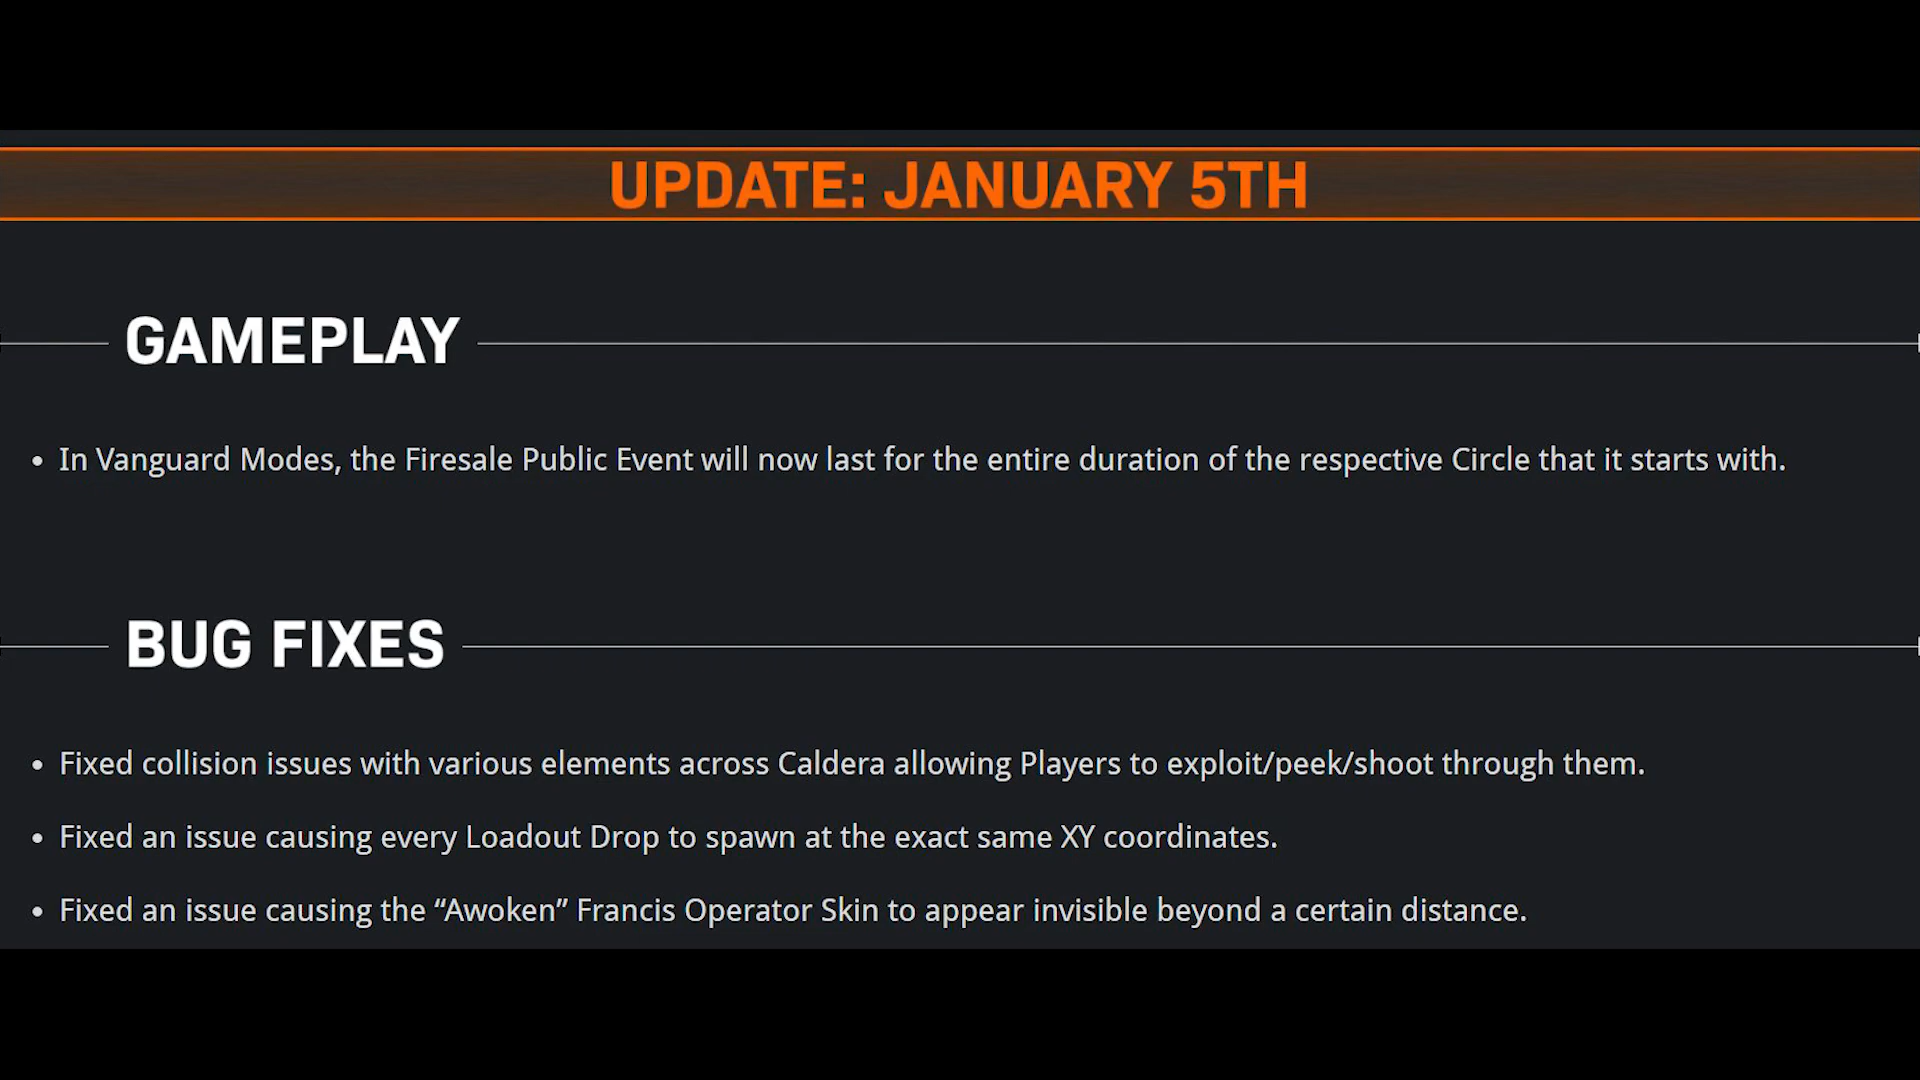 UPDATE: JANUARY 5TH
GAMEPLAY
• In Vanguard Modes, the Firesale Public Event will now last for the entire duration of the respective Circle that it starts with.
BUG FIXES
• Fixed collision issues with various elements across Caldera allowing Players to exploit/peek/shoot through them.
• Fixed an issue causing every Loadout Drop to spawn at the exact same XY coordinates.
• Fixed an issue causing the “Awoken” Francis Operator Skin to appear invisible beyond a certain distance.